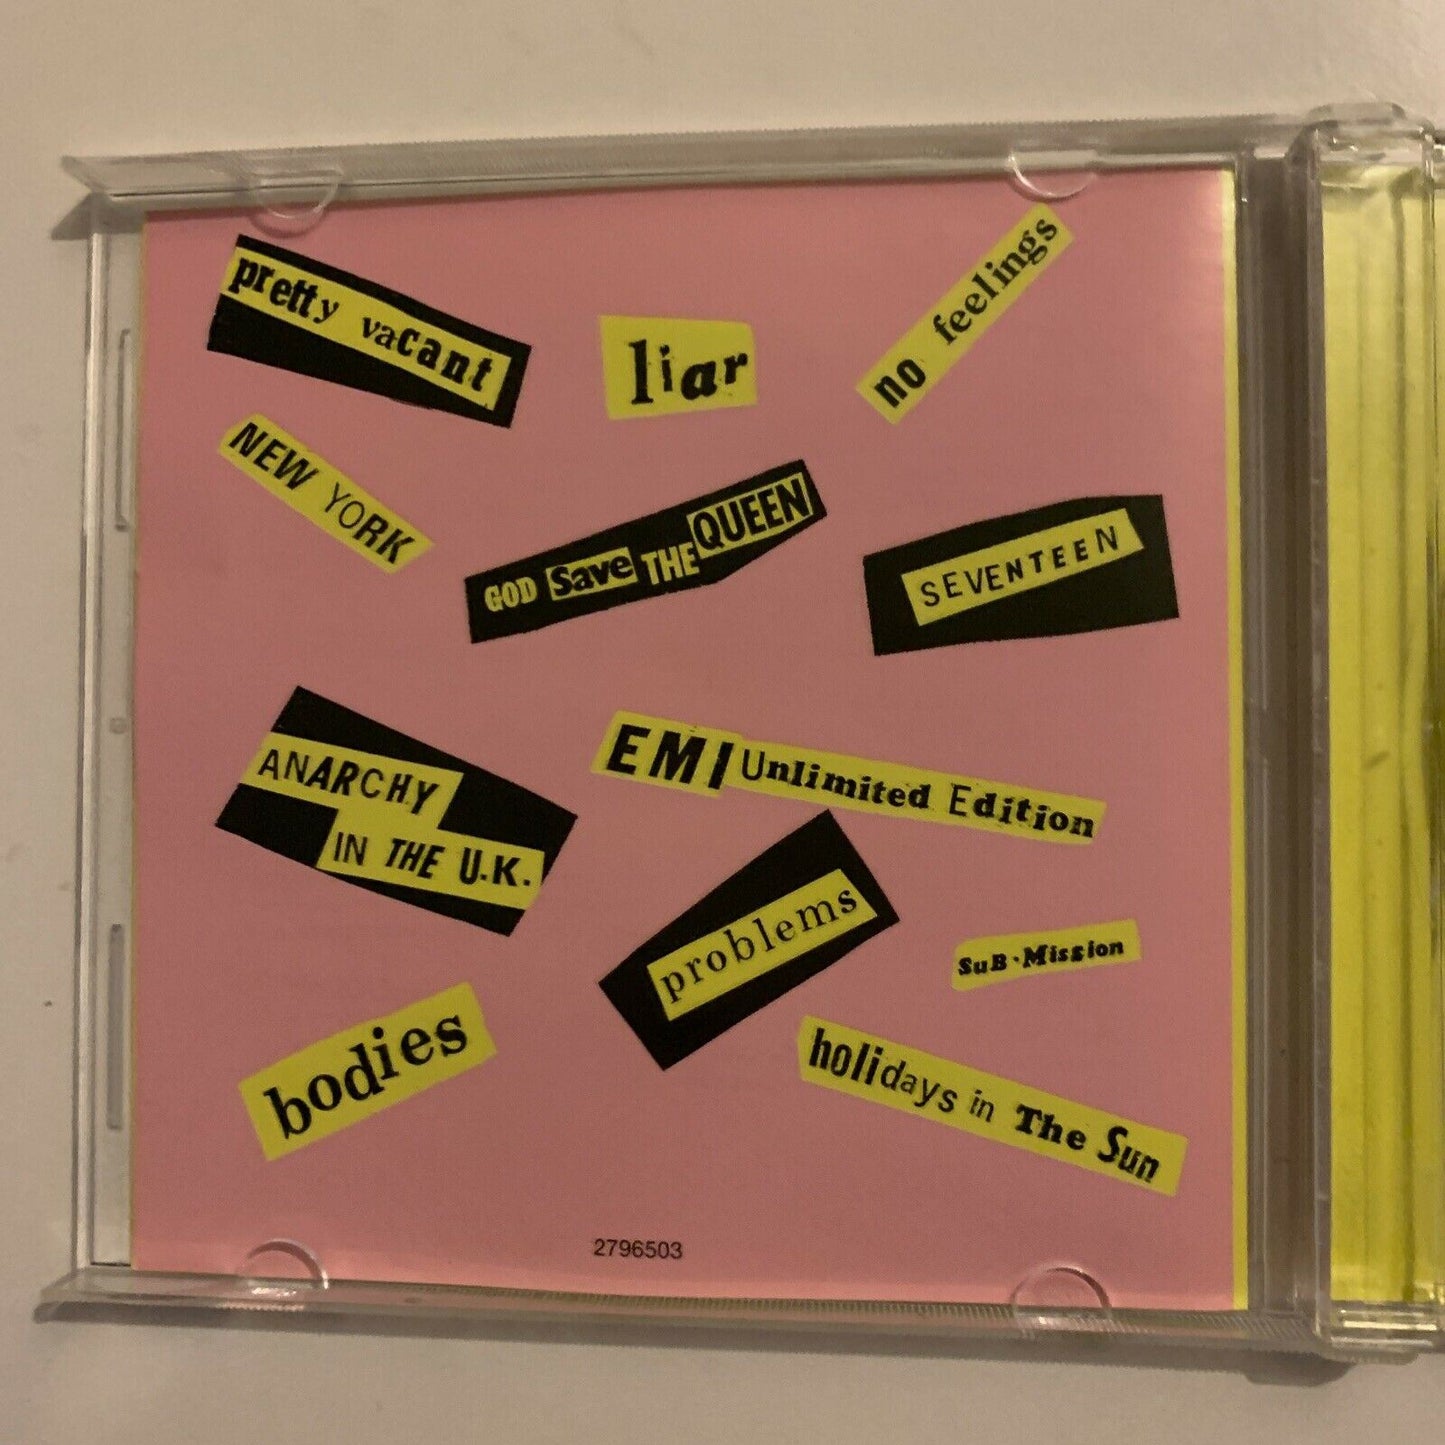 pretty vacant
liar
no feelings
NEW YORK
GOD Save THE QUEEN
SEVENTEEN
ANARCHY
IN THE U.K.
EMI Unlimited Edition
problems
SuB·Mission
bodies
holidays in The Sun
2796503